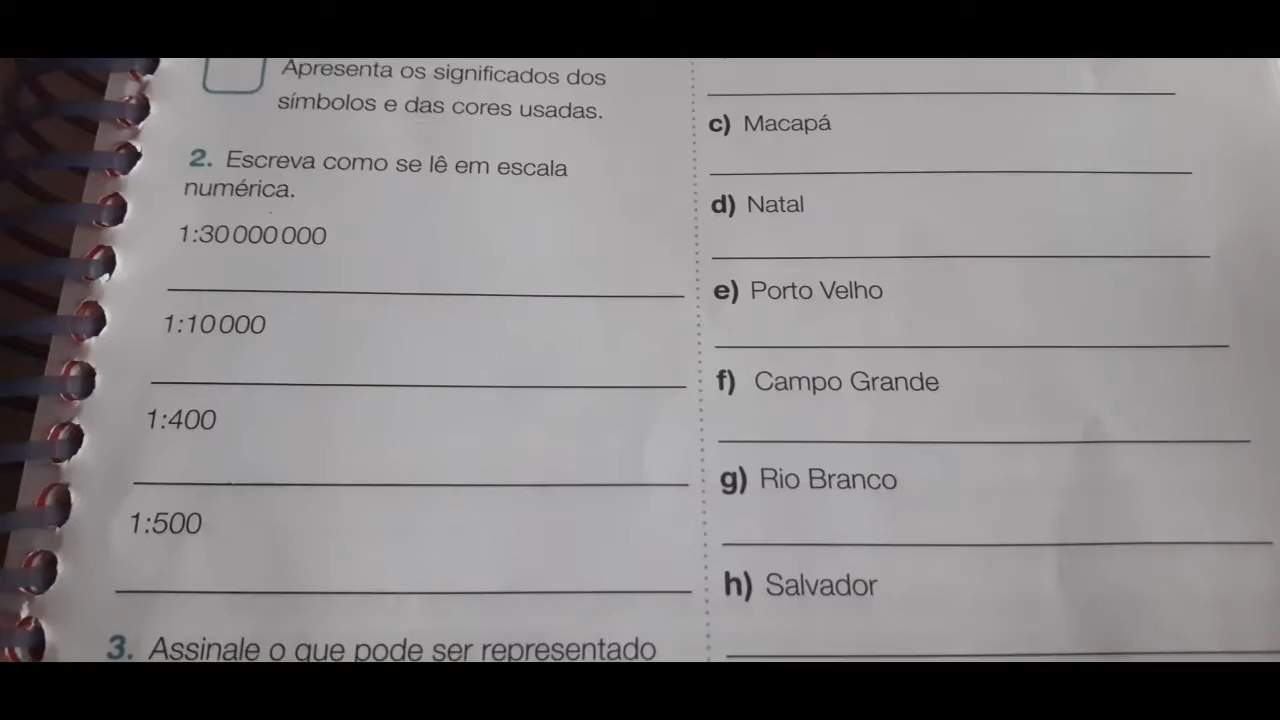 Apresenta os significados dos
símbolos e das cores usadas.
2. Escreva como se lê em escala
numérica.
1:30 000 000
1:10 000
1:400
1:500
3. Assinale o que pode ser representado
c) Macapá
d) Natal
e) Porto Velho
f) Campo Grande
g) Rio Branco
h) Salvador